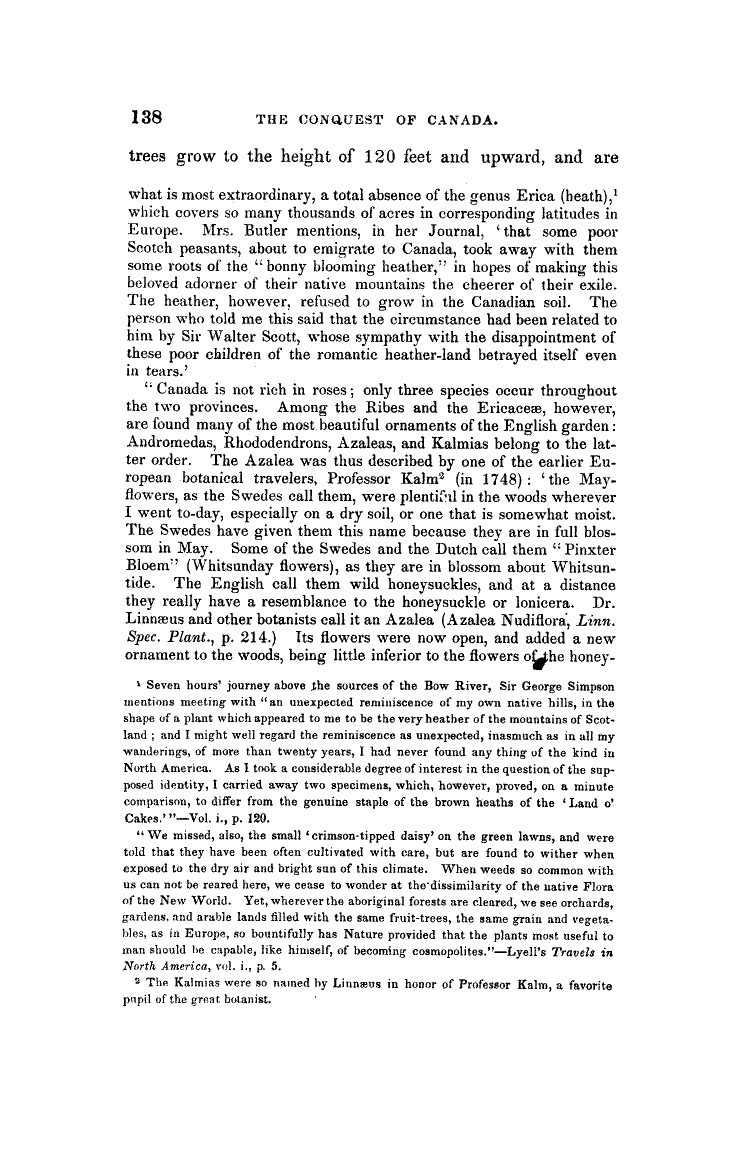 138 THE CONQUEST OF CANADA.
trees grow to the height of 120 feet and upward, and are
what is most extraordinary, a total absence of the genus Erica (heath),¹
which covers so many thousands of acres in corresponding latitudes in
Europe. Mrs. Butler mentions, in her Journal, ‘that some poor
Scotch peasants, about to emigrate to Canada, took away with them
some roots of the “bonny blooming heather,” in hopes of making this
beloved adorner of their native mountains the cheerer of their exile.
The heather, however, refused to grow in the Canadian soil. The
person who told me this said that the circumstance had been related to
him by Sir Walter Scott, whose sympathy with the disappointment of
these poor children of the romantic heather-land betrayed itself even
in tears.’
“Canada is not rich in roses; only three species occur throughout
the two provinces. Among the Ribes and the Ericaceæ, however,
are found many of the most beautiful ornaments of the English garden:
Andromedas, Rhododendrons, Azaleas, and Kalmias belong to the lat-
ter order. The Azalea was thus described by one of the earlier Eu-
ropean botanical travelers, Professor Kalm² (in 1748): ‘the May-
flowers, as the Swedes call them, were plentiful in the woods wherever
I went to-day, especially on a dry soil, or one that is somewhat moist.
The Swedes have given them this name because they are in full blos-
som in May. Some of the Swedes and the Dutch call them “Pinxter
Bloem” (Whitsunday flowers), as they are in blossom about Whitsun-
tide. The English call them wild honeysuckles, and at a distance
they really have a resemblance to the honeysuckle or lonicera. Dr.
Linnæus and other botanists call it an Azalea (Azalea Nudiflora, Linn.
Spec. Plant., p. 214.) Its flowers were now open, and added a new
ornament to the woods, being little inferior to the flowers of the honey-
¹ Seven hours’ journey above the sources of the Bow River, Sir George Simpson
mentions meeting with “an unexpected reminiscence of my own native hills, in the
shape of a plant which appeared to me to be the very heather of the mountains of Scot-
land; and I might well regard the reminiscence as unexpected, inasmuch as in all my
wanderings, of more than twenty years, I had never found any thing of the kind in
North America. As I took a considerable degree of interest in the question of the sup-
posed identity, I carried away two specimens, which, however, proved, on a minute
comparison, to differ from the genuine staple of the brown heaths of the ‘Land o’
Cakes.’”—Vol. i., p. 120.
“We missed, also, the small ‘crimson-tipped daisy’ on the green lawns, and were
told that they have been often cultivated with care, but are found to wither when
exposed to the dry air and bright sun of this climate. When weeds so common with
us can not be reared here, we cease to wonder at the dissimilarity of the native Flora
of the New World. Yet, wherever the aboriginal forests are cleared, we see orchards,
gardens, and arable lands filled with the same fruit-trees, the same grain and vegeta-
bles, as in Europe, so bountifully has Nature provided that the plants most useful to
man should be capable, like himself, of becoming cosmopolites.”—Lyell’s Travels in
North America, vol. i., p. 5.
² The Kalmias were so named by Linnæus in honor of Professor Kalm, a favorite
pupil of the great botanist.